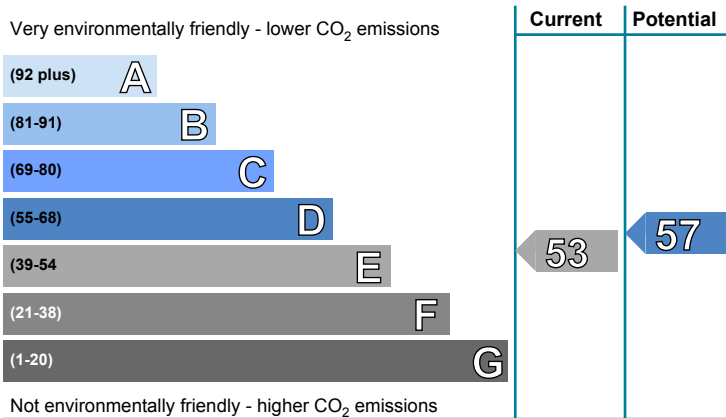 Very environmentally friendly - lower CO2 emissions
Current
Potential
(92 plus) A
(81-91) B
(69-80) C
(55-68) D
(39-54 E
(21-38) F
(1-20) G
53
57
Not environmentally friendly - higher CO2 emissions